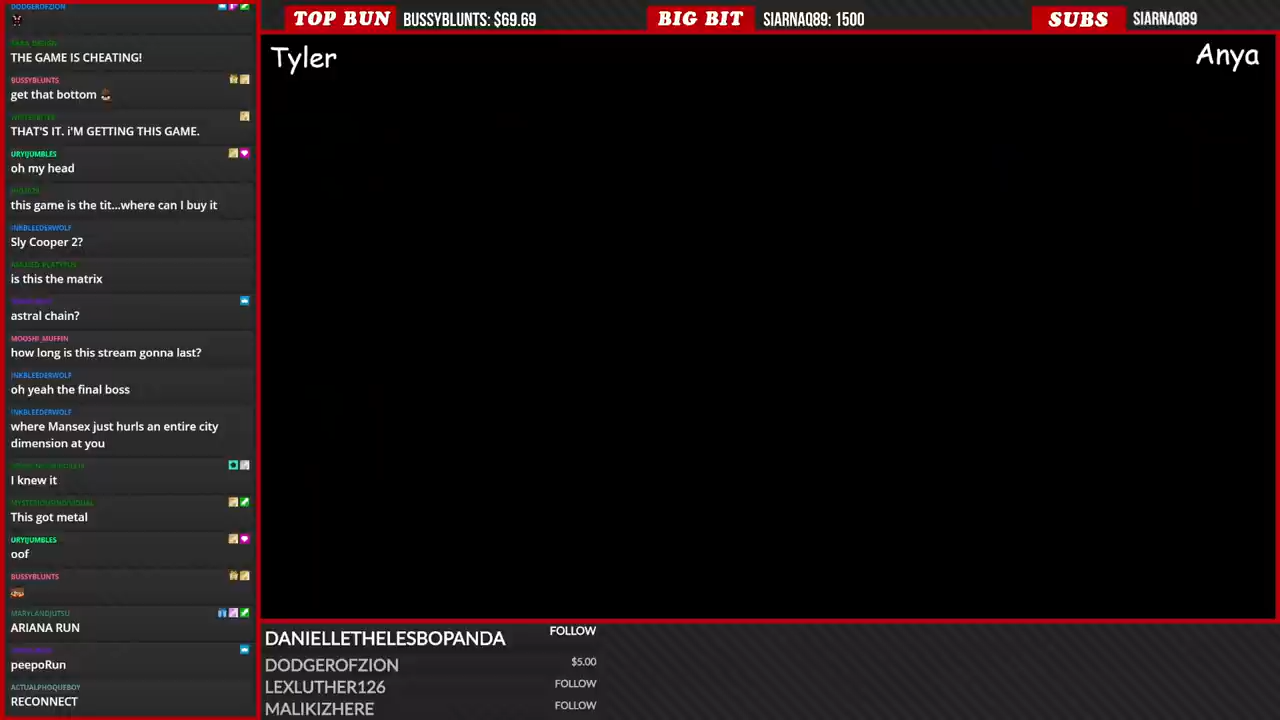 TOP BUN BUSSYBLUNTS: $69.69 BIG BIT SIARNAQ89: 1500 SUBS SIARNAQ89
DODGEROFZION
THE GAME IS CHEATING!
BUSSYBLUNTS
get that bottom
THAT'S IT. i'M GETTING THIS GAME.
URYIJUMBLES
oh my head
this game is the tit...where can I buy it
INKBLEEDERWOLF
Sly Cooper 2?
is this the matrix
astral chain?
MOOSHI_MUFFIN
how long is this stream gonna last?
INKBLEEDERWOLF
oh yeah the final boss
INKBLEEDERWOLF
where Mansex just hurls an entire city
dimension at you
I knew it
MYSTERIOUSINDIVIDUAL
This got metal
URYIJUMBLES
oof
BUSSYBLUNTS
MARYLANDJUTSU
ARIANA RUN
peepoRun
ACTUALPHOQUEBOY
RECONNECT
Tyler
Anya
DANIELLETHELESBOPANDA FOLLOW
DODGEROFZION $5.00
LEXLUTHER126 FOLLOW
MALIKIZHERE FOLLOW